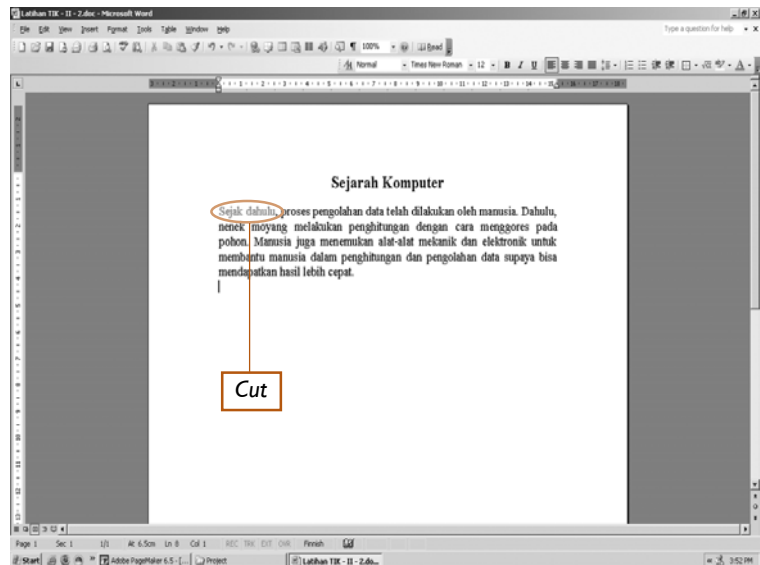 Latihan TIK - II - 2.doc - Microsoft Word
File Edit View Insert Format Tools Table Window Help Type a question for help
100% Read
Normal Times New Roman 12 B I U
Sejarah Komputer
Sejak dahulu, proses pengolahan data telah dilakukan oleh manusia. Dahulu,
nenek moyang melakukan penghitungan dengan cara menggores pada
pohon. Manusia juga menemukan alat-alat mekanik dan elektronik untuk
membantu manusia dalam penghitungan dan pengolahan data supaya bisa
mendapatkan hasil lebih cepat.
Cut
Page 1 Sec 1 1/1 At 6.5cm Ln 8 Col 1 REC TRK EXT OVR Finnish
Start Adobe PageMaker 6.5 - [... Project Latihan TIK - II - 2.do... 3:52 PM